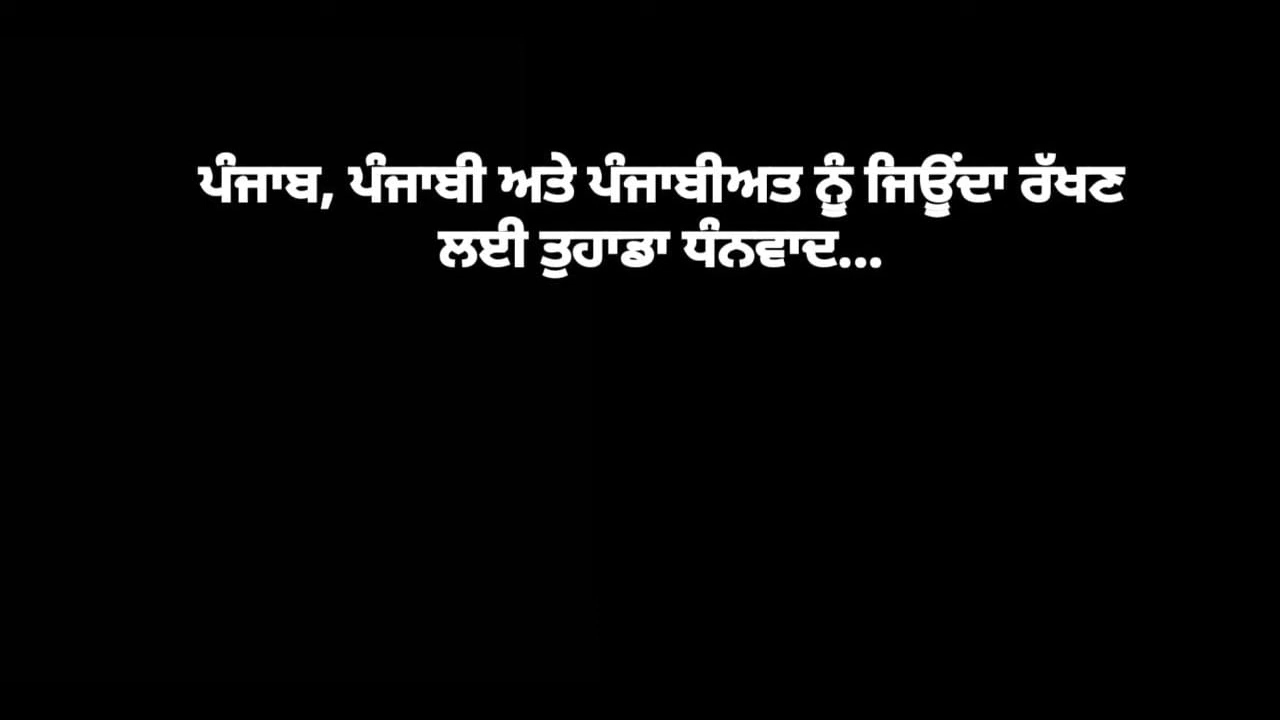 ਪੰਜਾਬ, ਪੰਜਾਬੀ ਅਤੇ ਪੰਜਾਬੀਅਤ ਨੂੰ ਜਿਊਂਦਾ ਰੱਖਣ
ਲਈ ਤੁਹਾਡਾ ਧੰਨਵਾਦ...